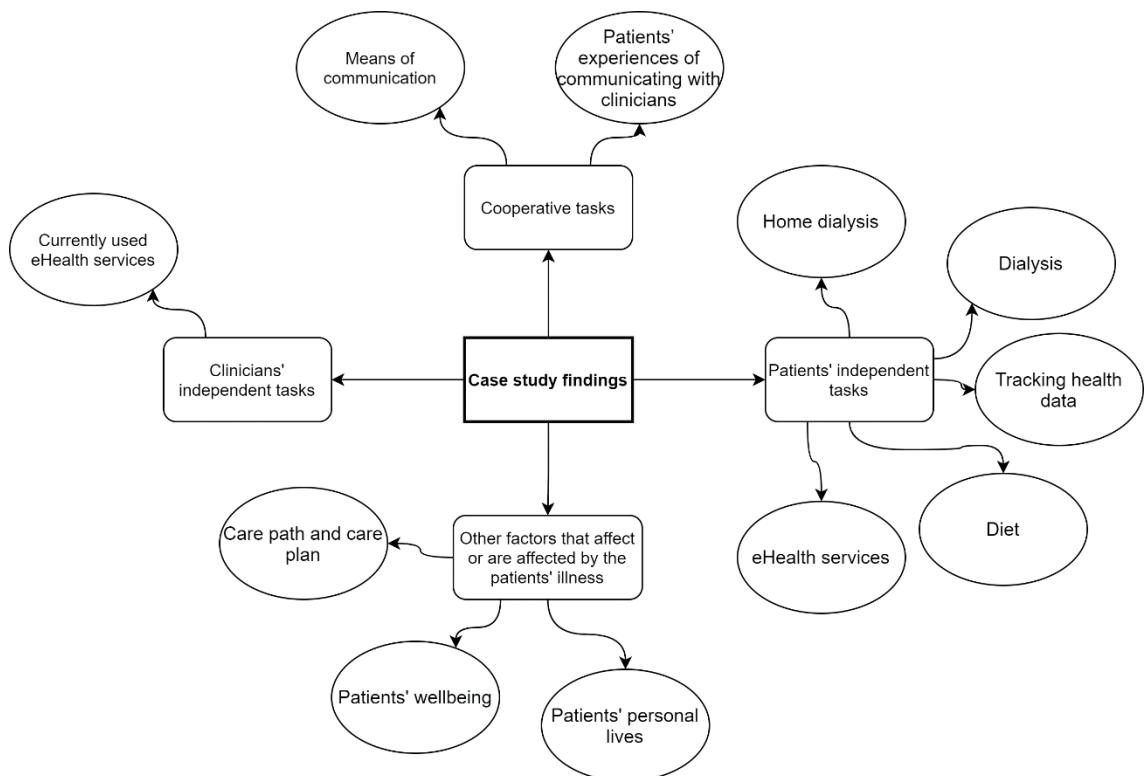 Means of
communication
Patients'
experiences of
communicating with
clinicians
Cooperative tasks
Home dialysis
Currently used
eHealth services
Dialysis
Clinicians'
independent tasks
Case study findings
Patients' independent
tasks
Tracking health
data
Care path and care
plan
Other factors that affect
or are affected by the
patients' illness
eHealth services
Diet
Patients' wellbeing
Patients' personal
lives